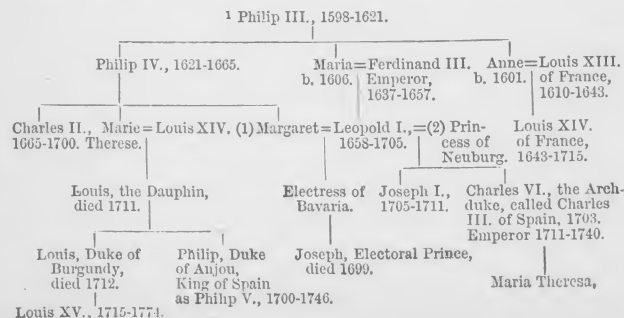 1 Philip III., 1598-1621.
Philip IV., 1621-1665.
Maria=Ferdinand III.
b. 1606. Emperor,
1637-1657.
Anne=Louis XIII.
b. 1601. of France,
1610-1643.
Charles II., Marie=Louis XIV. (1) Margaret=Leopold I.,=(2) Prin-
1665-1700. Therese.
1658-1705. cess of
Neuburg.
Louis XIV.
of France,
1643-1715.
Louis, the Dauphin,
died 1711.
Electress of
Bavaria.
Joseph I.,
1705-1711.
Charles VI., the Arch-
duke, called Charles
III. of Spain, 1703.
Emperor 1711-1740.
Louis, Duke of
Burgundy,
died 1712.
Philip, Duke
of Anjou,
King of Spain
as Philip V., 1700-1746.
Joseph, Electoral Prince,
died 1699.
Maria Theresa,
Louis XV., 1715-1774.